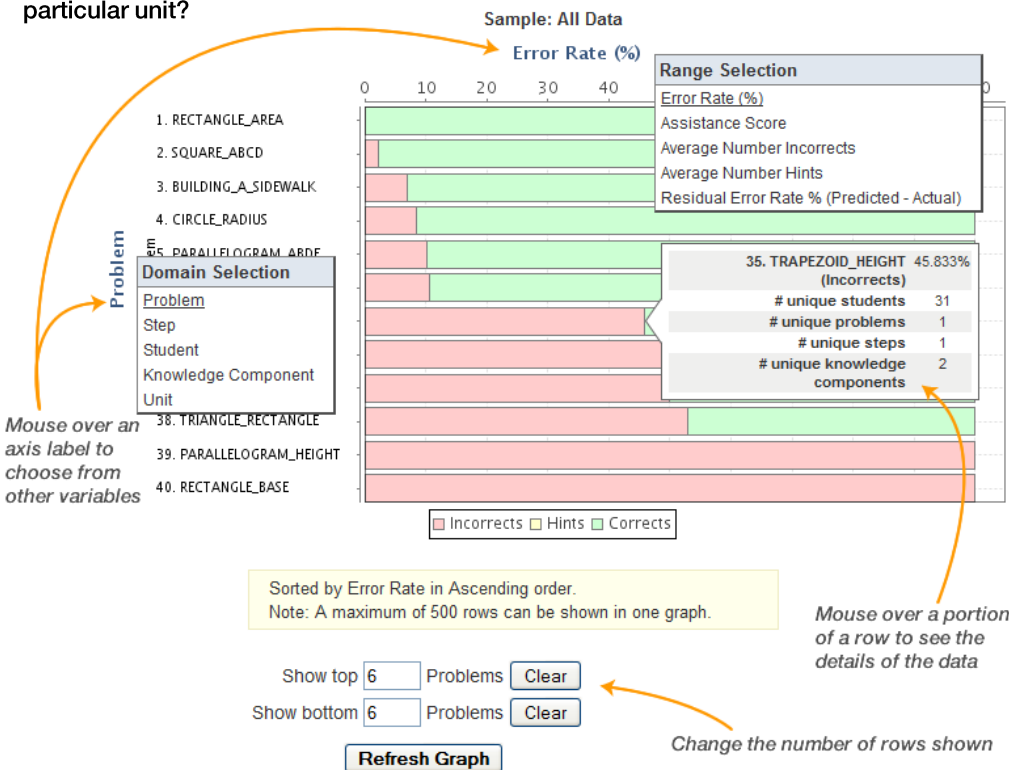 particular unit?
Sample: All Data
Error Rate (%)
0 10 20 30 40
Range Selection
Error Rate (%)
Assistance Score
Average Number Incorrects
Average Number Hints
Residual Error Rate % (Predicted - Actual)
1. RECTANGLE_AREA
2. SQUARE_ABCD
3. BUILDING_A_SIDEWALK
4. CIRCLE_RADIUS
5. PARALLELOGRAM_ABDE
Problem
Domain Selection
Problem
Step
Student
Knowledge Component
Unit
35. TRAPEZOID_HEIGHT 45.833%
(Incorrects)
# unique students 31
# unique problems 1
# unique steps 1
# unique knowledge 2
components
38. TRIANGLE_RECTANGLE
39. PARALLELOGRAM_HEIGHT
40. RECTANGLE_BASE
Mouse over an
axis label to
choose from
other variables
Incorrects Hints Corrects
Sorted by Error Rate in Ascending order.
Note: A maximum of 500 rows can be shown in one graph.
Mouse over a portion
of a row to see the
details of the data
Show top 6 Problems Clear
Show bottom 6 Problems Clear
Change the number of rows shown
Refresh Graph